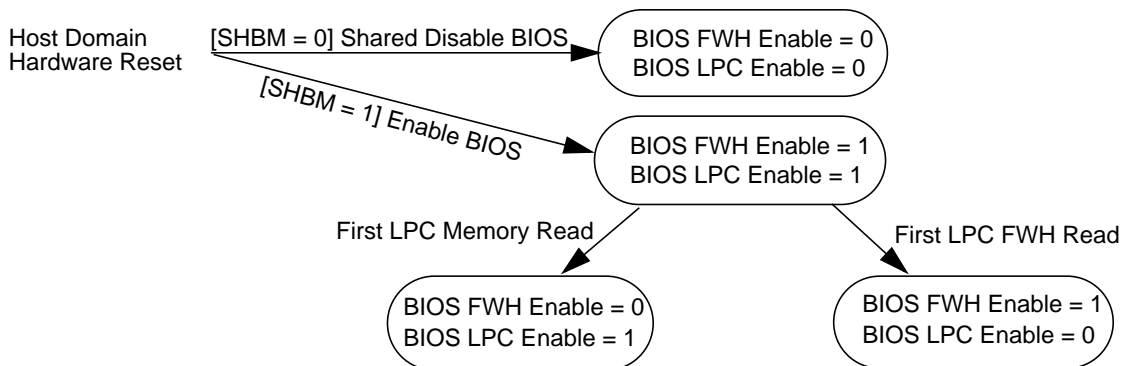 Host Domain
Hardware Reset
[SHBM = 0] Shared Disable BIOS
BIOS FWH Enable = 0
BIOS LPC Enable = 0
[SHBM = 1] Enable BIOS
BIOS FWH Enable = 1
BIOS LPC Enable = 1
First LPC Memory Read
First LPC FWH Read
BIOS FWH Enable = 0
BIOS LPC Enable = 1
BIOS FWH Enable = 1
BIOS LPC Enable = 0